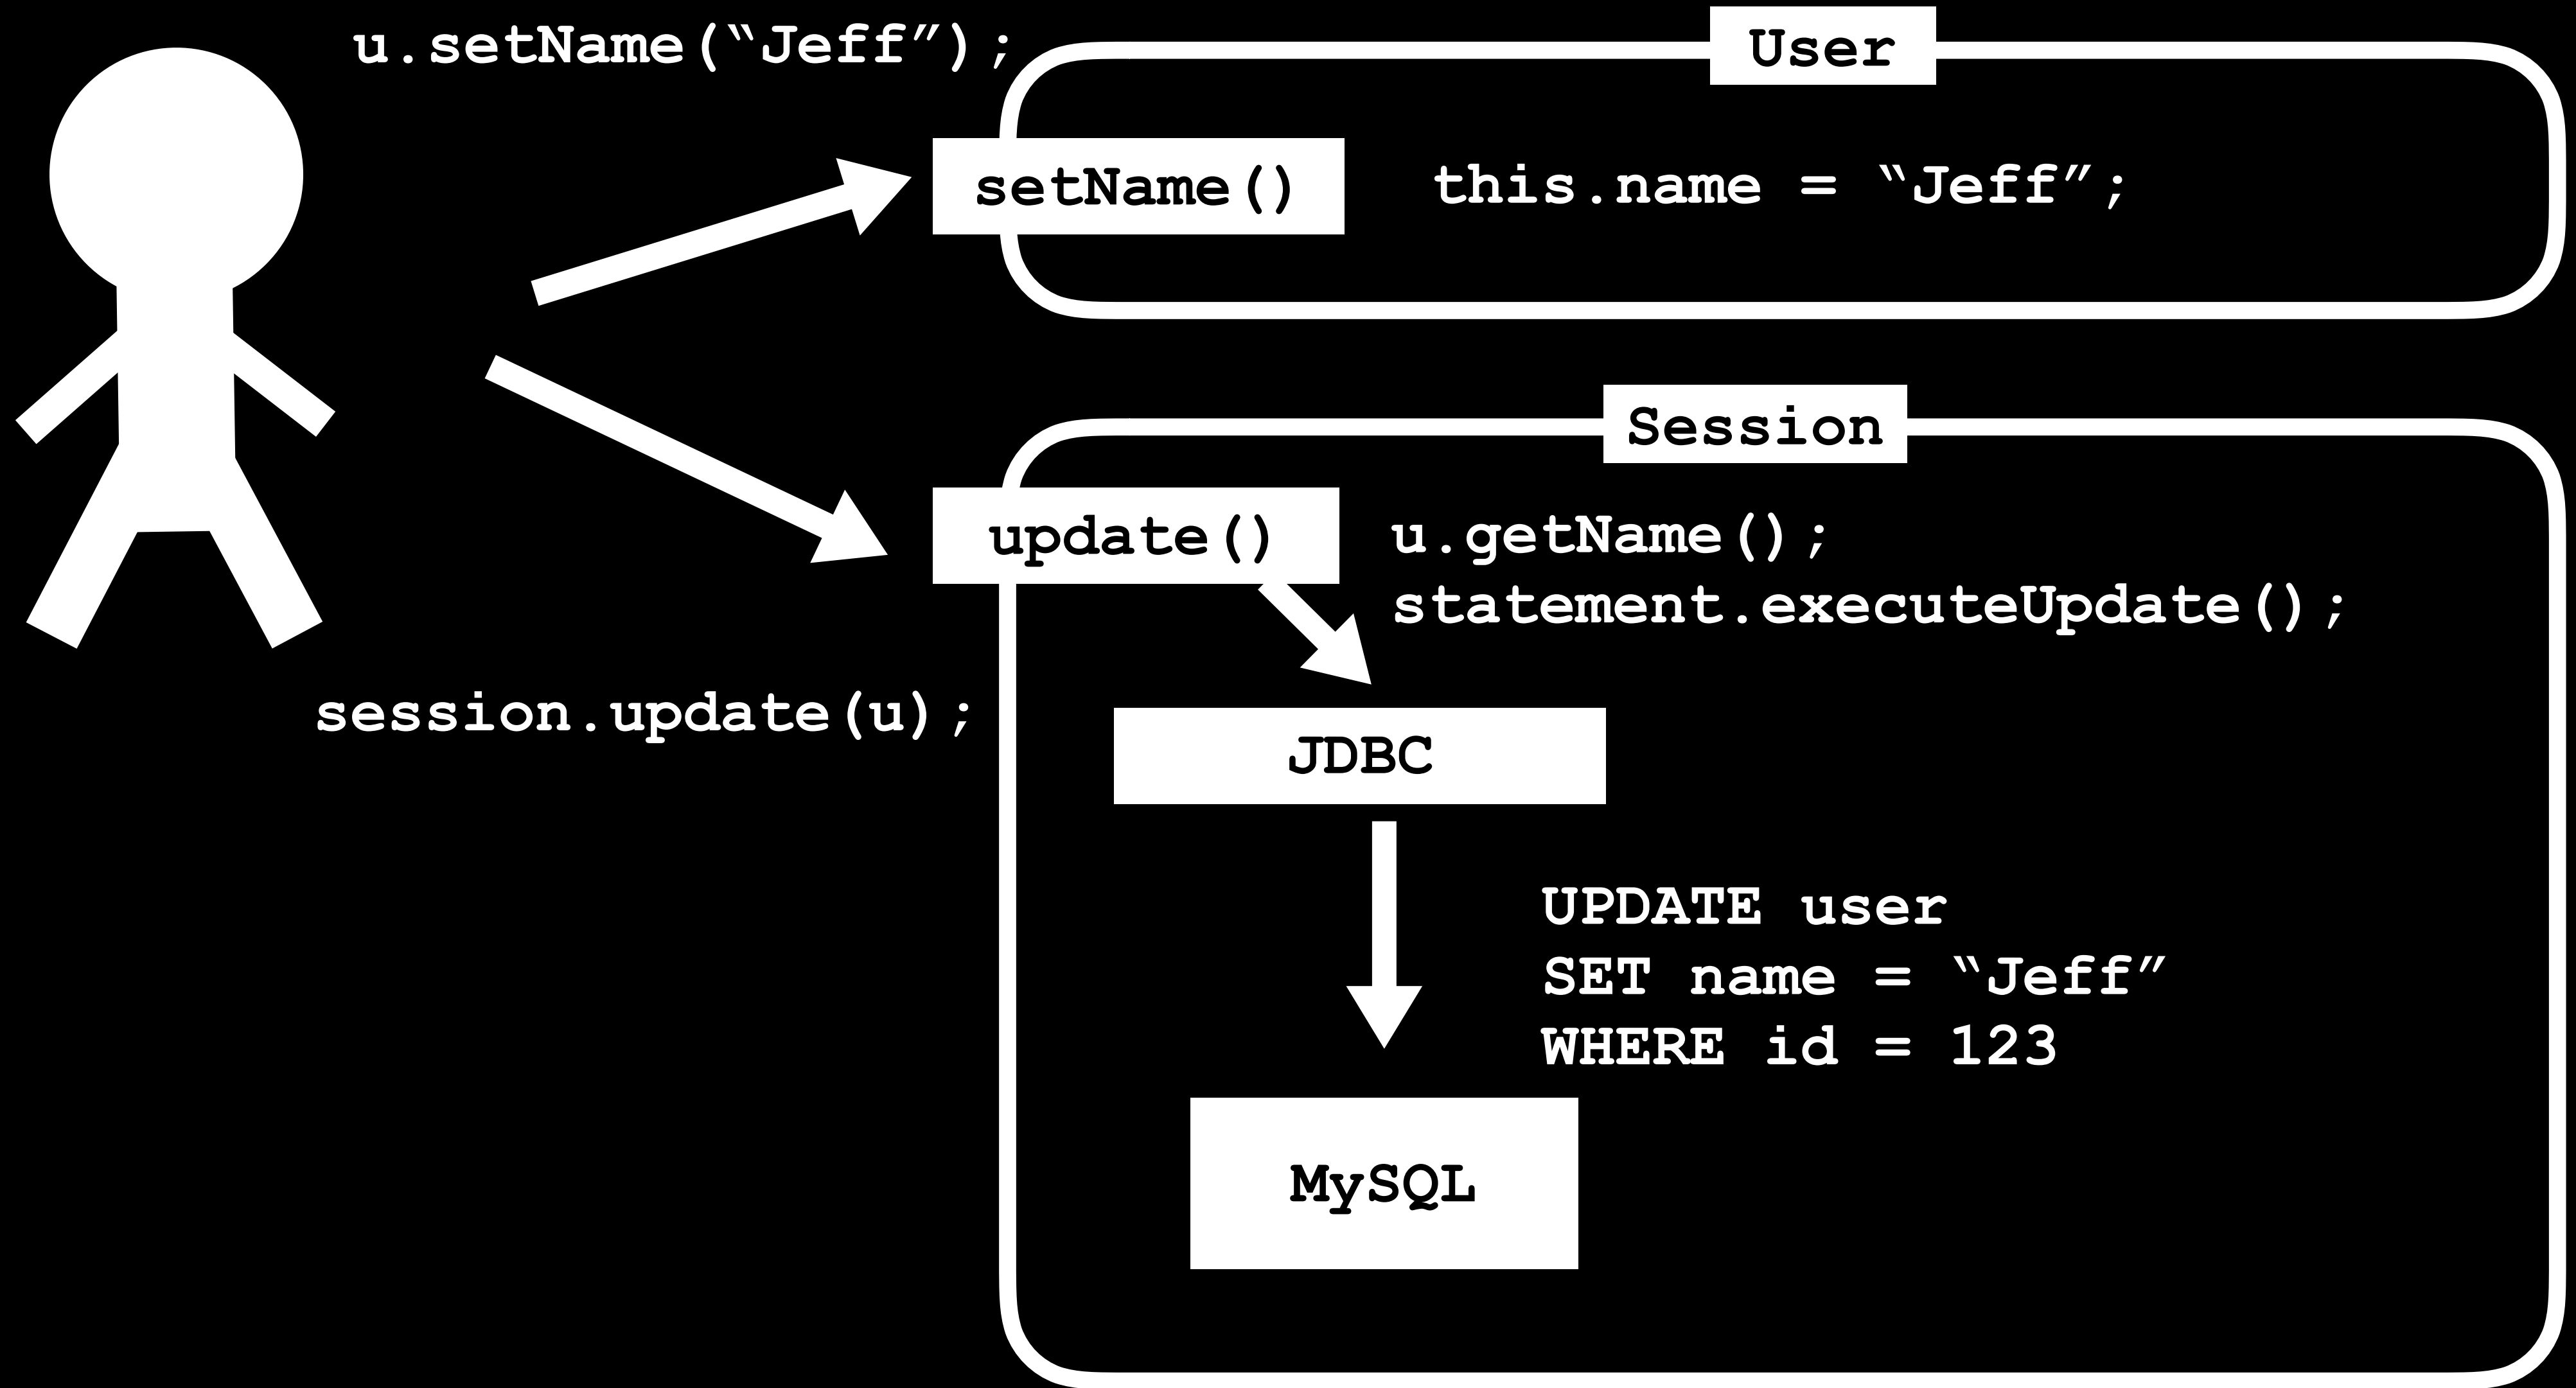 u.setName(“Jeff”);
User
setName()
this.name = “Jeff”;
Session
update()
u.getName();
statement.executeUpdate();
session.update(u);
JDBC
UPDATE user
SET name = “Jeff”
WHERE id = 123
MySQL